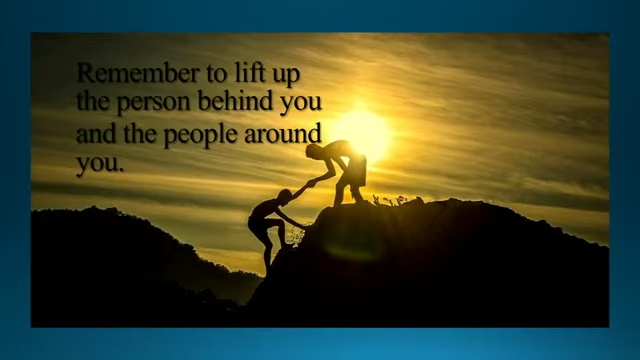 Remember to lift up
the person behind you
and the people around
you.